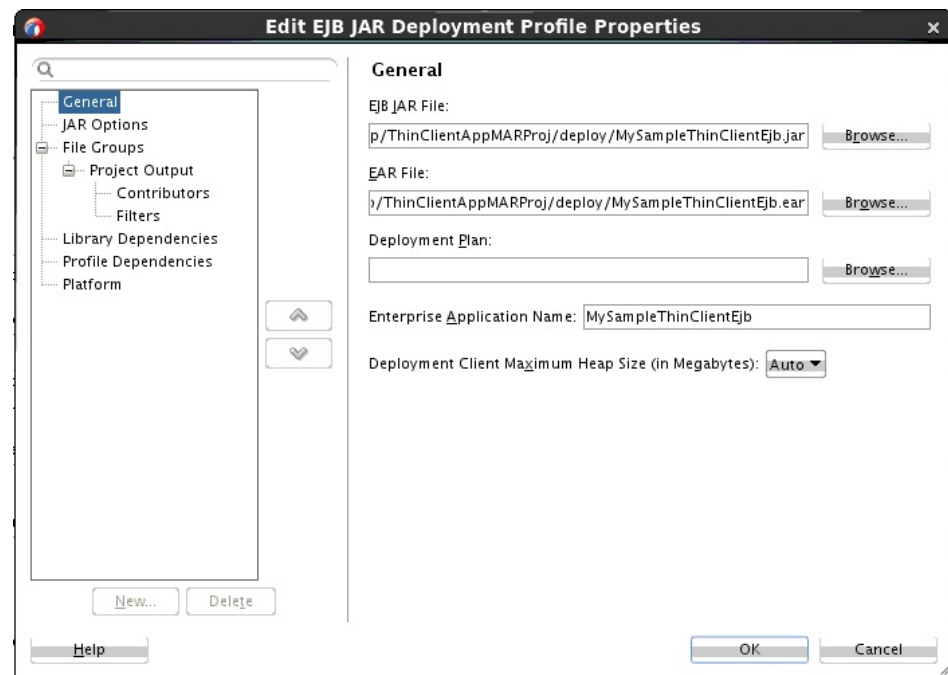 Edit EJB JAR Deployment Profile Properties
General
JAR Options
File Groups
Project Output
Contributors
Filters
Library Dependencies
Profile Dependencies
Platform
New...
Delete
General
EJB JAR File:
p/ThinClientAppMARProj/deploy/MySampleThinClientEjb.jar
Browse...
EAR File:
/ThinClientAppMARProj/deploy/MySampleThinClientEjb.ear
Browse...
Deployment Plan:
Browse...
Enterprise Application Name: MySampleThinClientEjb
Deployment Client Maximum Heap Size (in Megabytes): Auto
Help
OK
Cancel